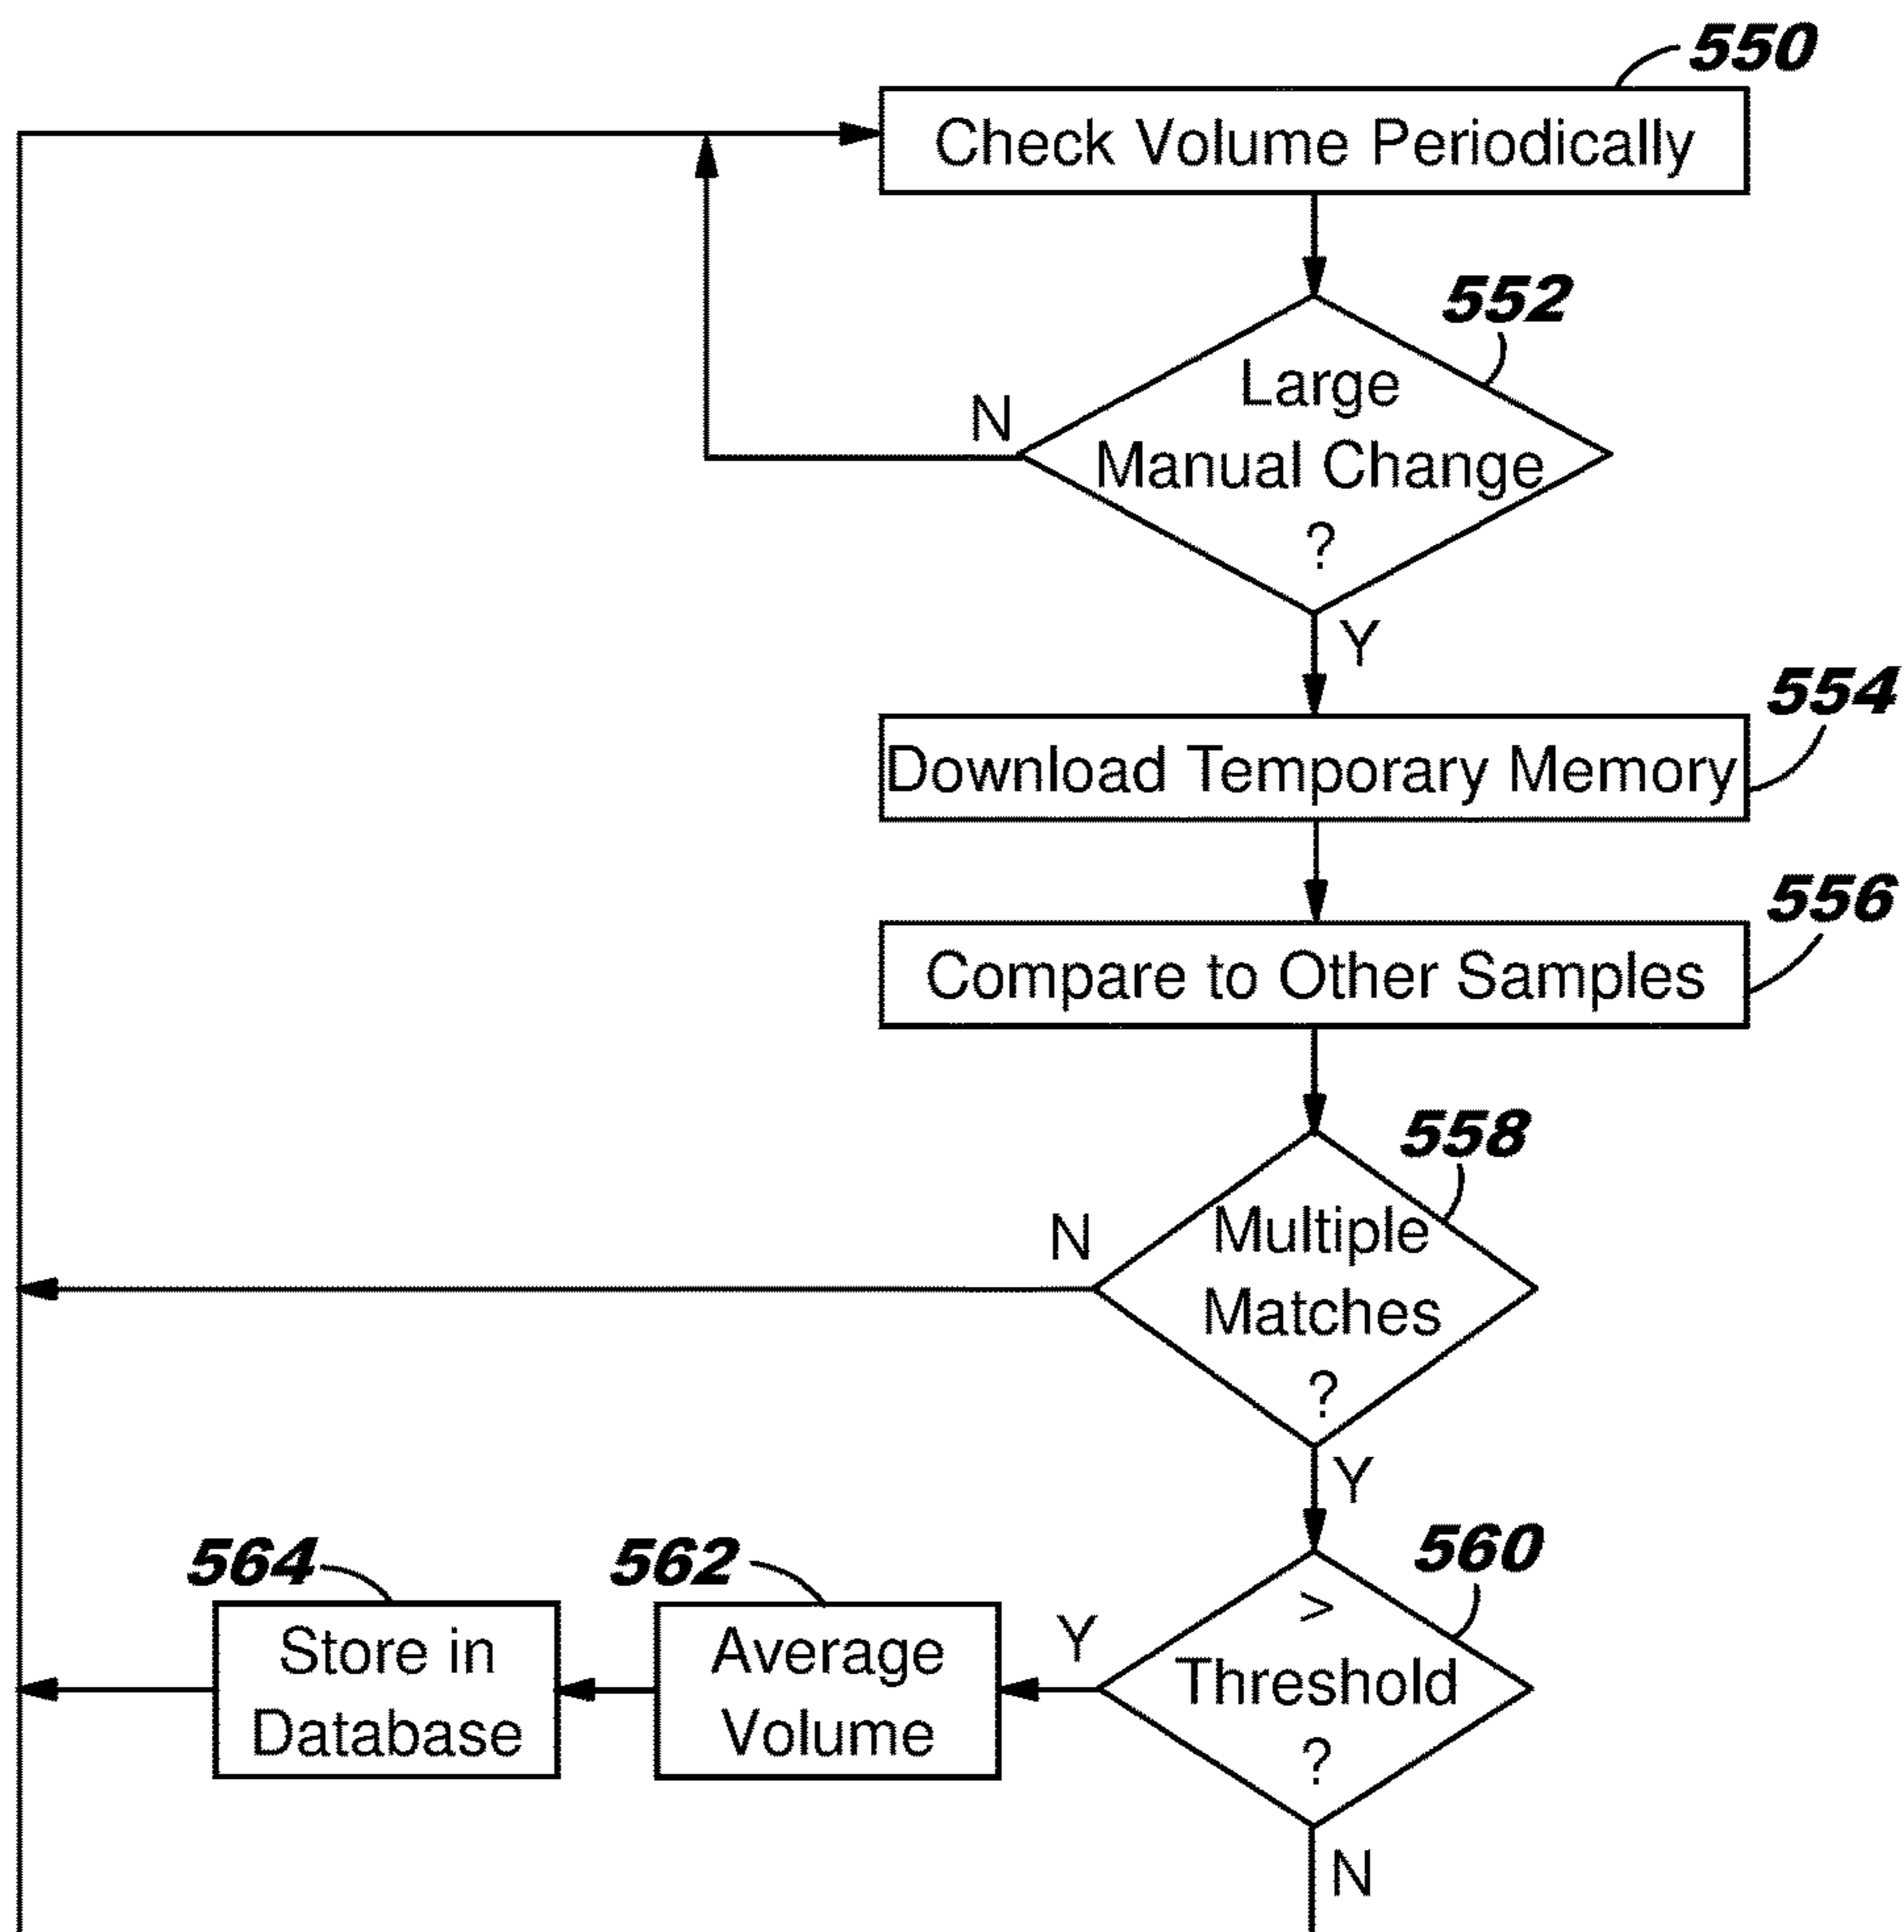 550
Check Volume Periodically
552
Large
Manual Change
?
N
Y
554
Download Temporary Memory
556
Compare to Other Samples
558
Multiple
Matches
?
N
Y
560
>
Threshold
?
Y
N
562
Average
Volume
564
Store in
Database